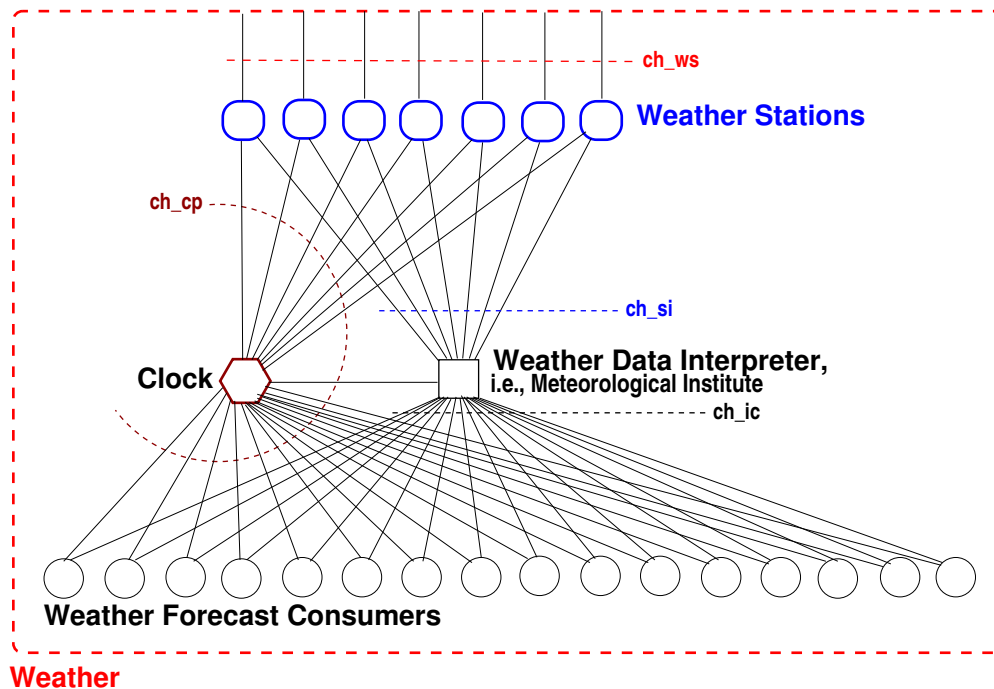 ch_ws
Weather Stations
ch_cp
ch_si
Clock
Weather Data Interpreter,
i.e., Meteorological Institute
ch_ic
Weather Forecast Consumers
Weather